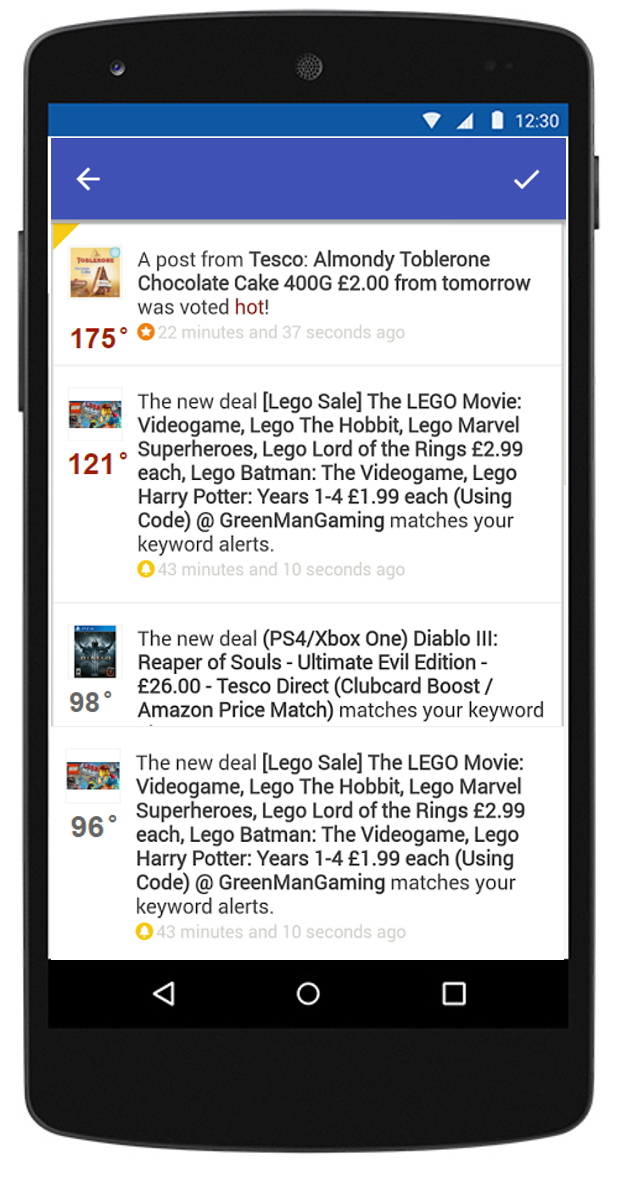 12:30
TOBLERONE
A post from Tesco: Almondy Toblerone
Chocolate Cake 400G £2.00 from tomorrow
was voted hot!
175°
22 minutes and 37 seconds ago
The new deal [Lego Sale] The LEGO Movie:
Videogame, Lego The Hobbit, Lego Marvel
Superheroes, Lego Lord of the Rings £2.99
each, Lego Batman: The Videogame, Lego
Harry Potter: Years 1-4 £1.99 each (Using
Code) @ GreenManGaming matches your
keyword alerts.
121°
43 minutes and 10 seconds ago
The new deal (PS4/Xbox One) Diablo III:
Reaper of Souls - Ultimate Evil Edition -
£26.00 - Tesco Direct (Clubcard Boost /
Amazon Price Match) matches your keyword
98°
The new deal [Lego Sale] The LEGO Movie:
Videogame, Lego The Hobbit, Lego Marvel
Superheroes, Lego Lord of the Rings £2.99
each, Lego Batman: The Videogame, Lego
Harry Potter: Years 1-4 £1.99 each (Using
Code) @ GreenManGaming matches your
keyword alerts.
96°
43 minutes and 10 seconds ago